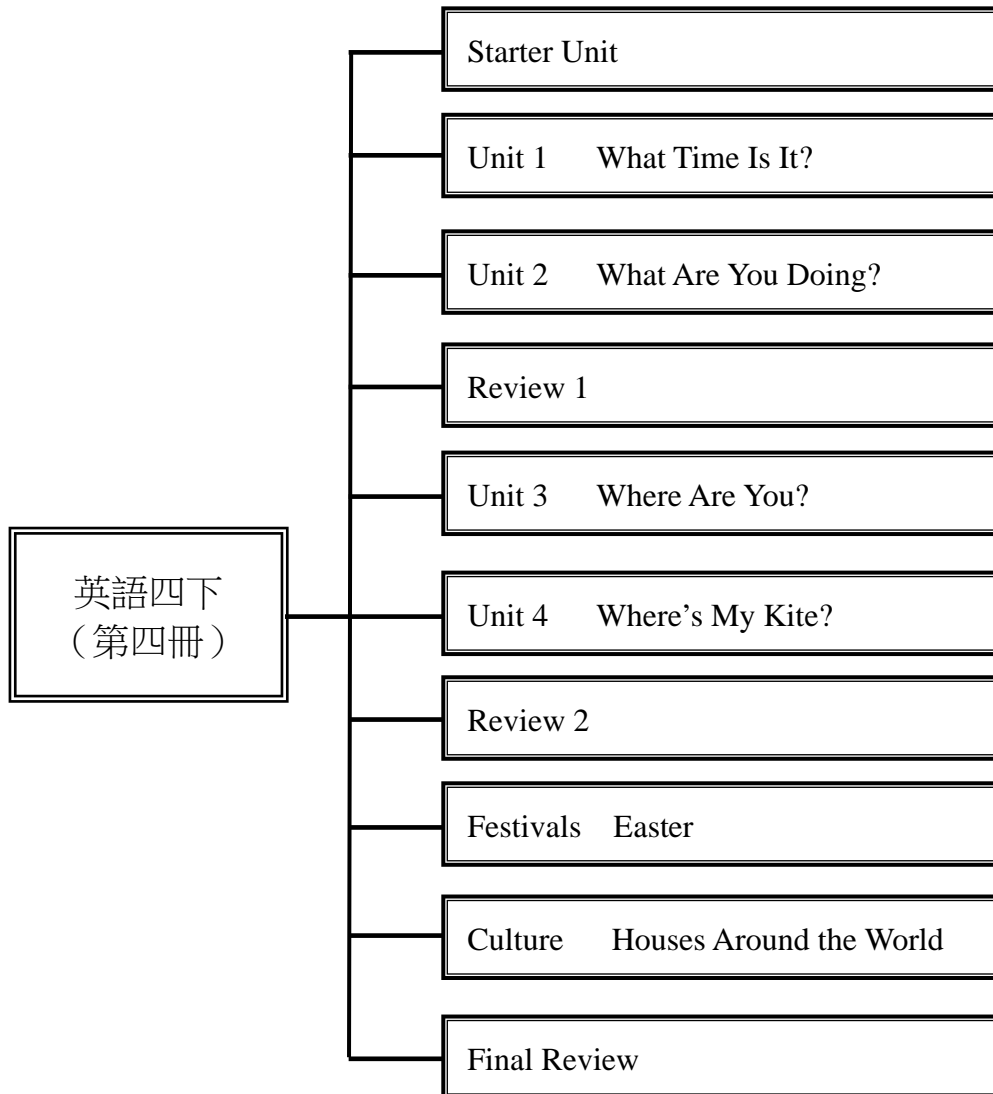 Starter Unit
Unit 1 What Time Is It?
Unit 2 What Are You Doing?
Review 1
Unit 3 Where Are You?
英語四下
（第四冊）
Unit 4 Where's My Kite?
Review 2
Festivals Easter
Culture Houses Around the World
Final Review